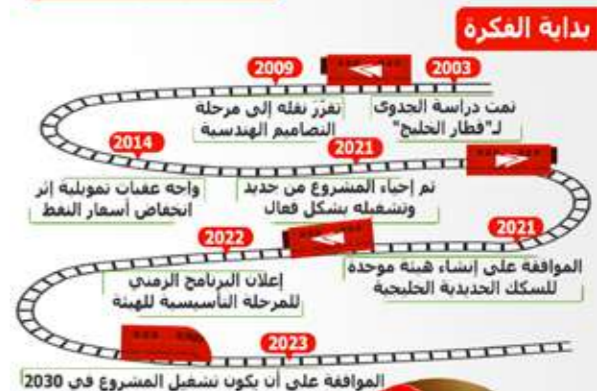 بداية الفكرة
2003
تمت دراسة الجدوى
لـ"قطار الخليج"
2009
تقرّر نقله إلى مرحلة
التصاميم الهندسية
2014
واجه عقبات تمويلية إثر
انخفاض أسعار النفط
2021
تم إحياء المشروع من جديد
وتشغيله بشكل فعال
2021
الموافقة على إنشاء هيئة موحدة
للسكك الحديدية الخليجية
2022
إعلان البرنامج الزمني
للمرحلة التأسيسية للهيئة
2023
الموافقة على أن يكون تشغيل المشروع في 2030